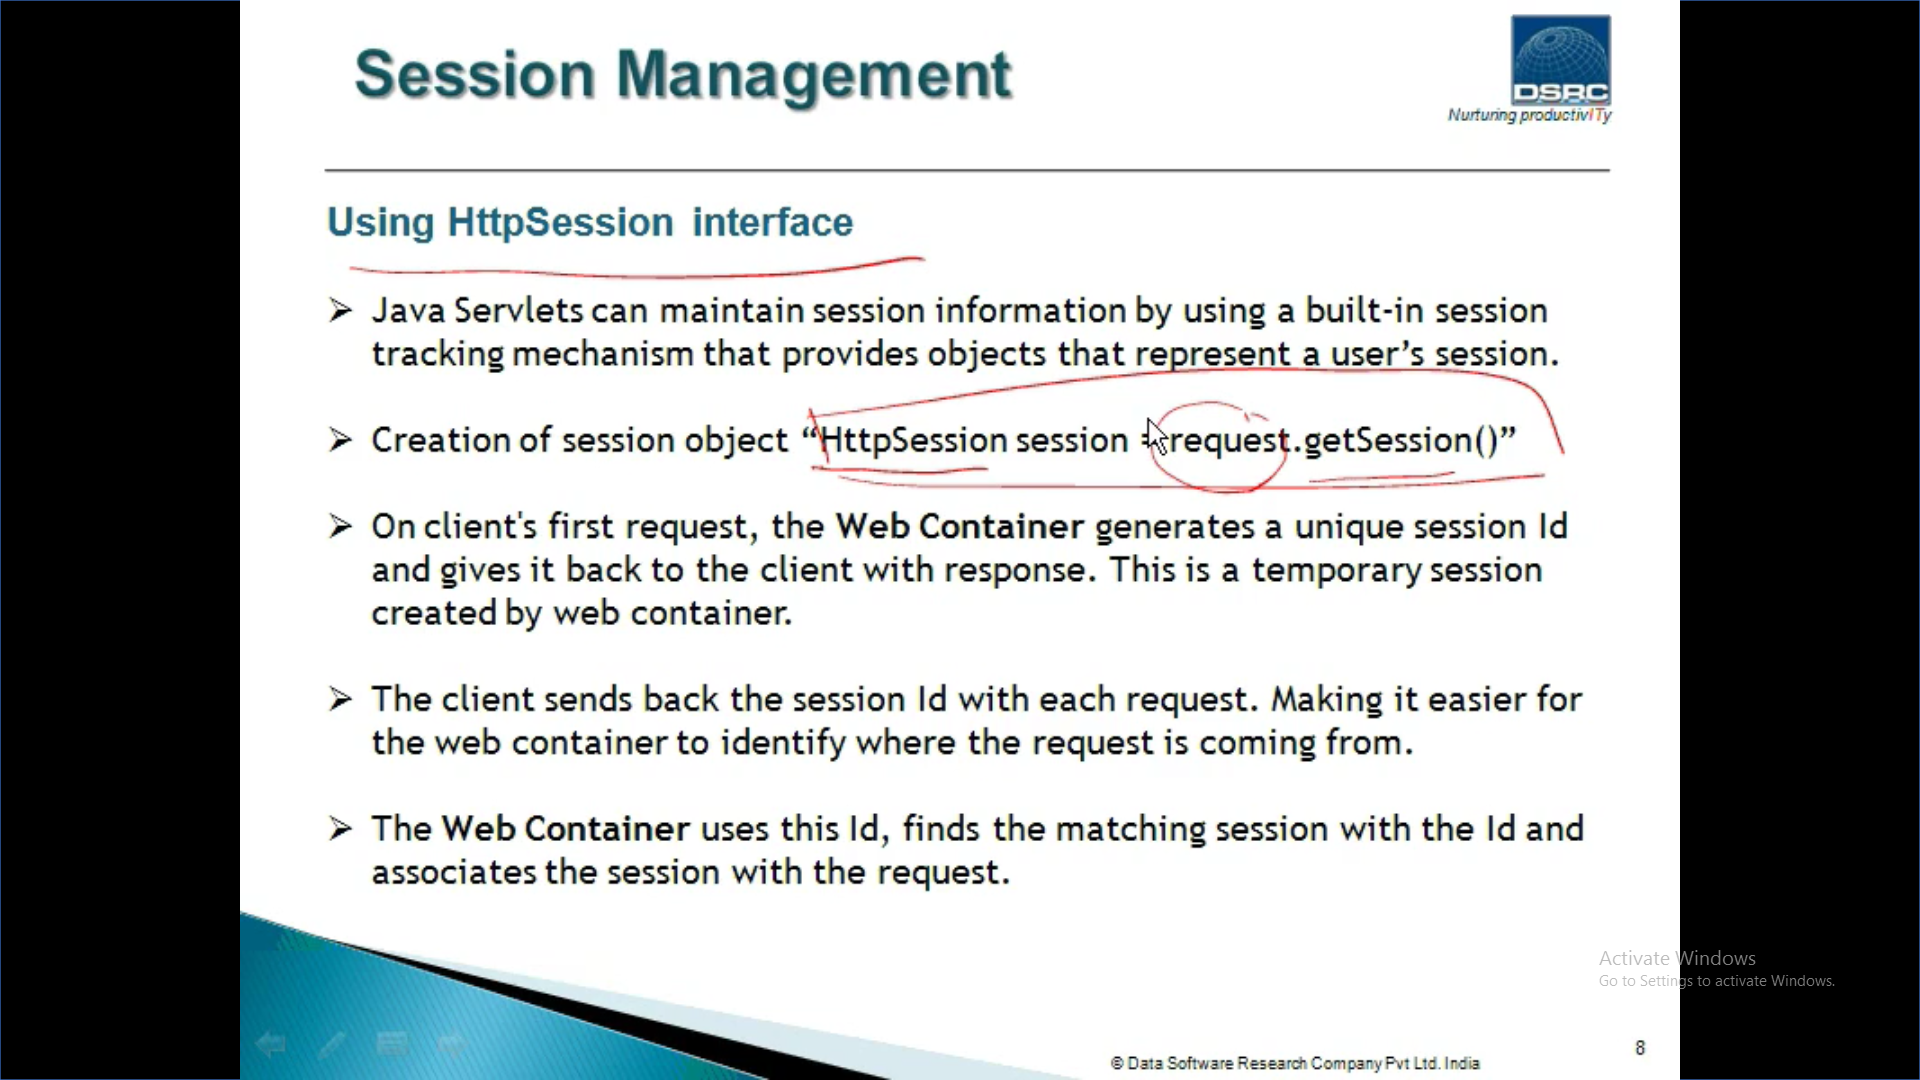 Session Management
DSRC
Nurturing productivITy
Using HttpSession interface
Java Servlets can maintain session information by using a built-in session
tracking mechanism that provides objects that represent a user’s session.
Creation of session object “HttpSession session = request.getSession()”
On client's first request, the Web Container generates a unique session Id
and gives it back to the client with response. This is a temporary session
created by web container.
The client sends back the session Id with each request. Making it easier for
the web container to identify where the request is coming from.
The Web Container uses this Id, finds the matching session with the Id and
associates the session with the request.
Activate Windows
Go to Settings to activate Windows.
8
© Data Software Research Company Pvt Ltd. India